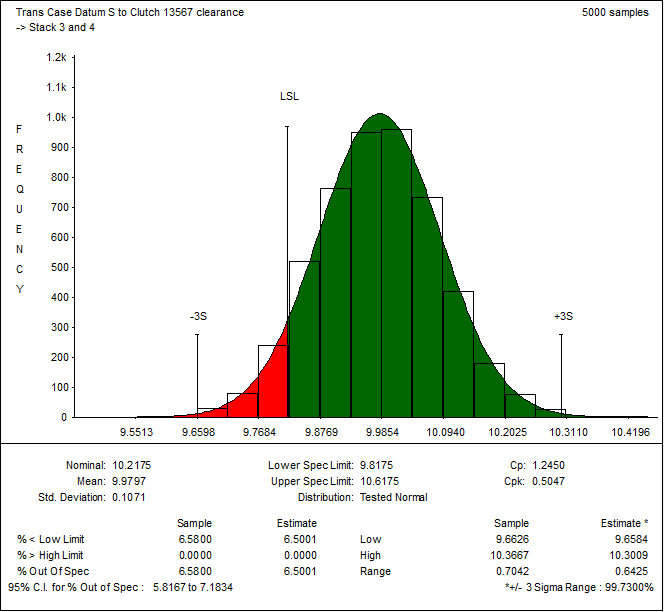 Trans Case Datum S to Clutch 13567 clearance 5000 samples
-> Stack 3 and 4
1.2k
1.1k
LSL
1.0k
FREQUENCY
900
800
700
600
500
400
-3S +3S
300
200
100
0
9.5513 9.6598 9.7684 9.8769 9.9854 10.0940 10.2025 10.3110 10.4196
Nominal: 10.2175 Lower Spec Limit: 9.8175 Cp: 1.2450
Mean: 9.9797 Upper Spec Limit: 10.6175 Cpk: 0.5047
Std. Deviation: 0.1071 Distribution: Tested Normal
Sample Estimate Sample Estimate *
% < Low Limit 6.5800 6.5001 Low 9.6626 9.6584
% > High Limit 0.0000 0.0000 High 10.3667 10.3009
% Out Of Spec 6.5800 6.5001 Range 0.7042 0.6425
95% C.I. for % Out of Spec : 5.8167 to 7.1834 *+/- 3 Sigma Range : 99.7300%